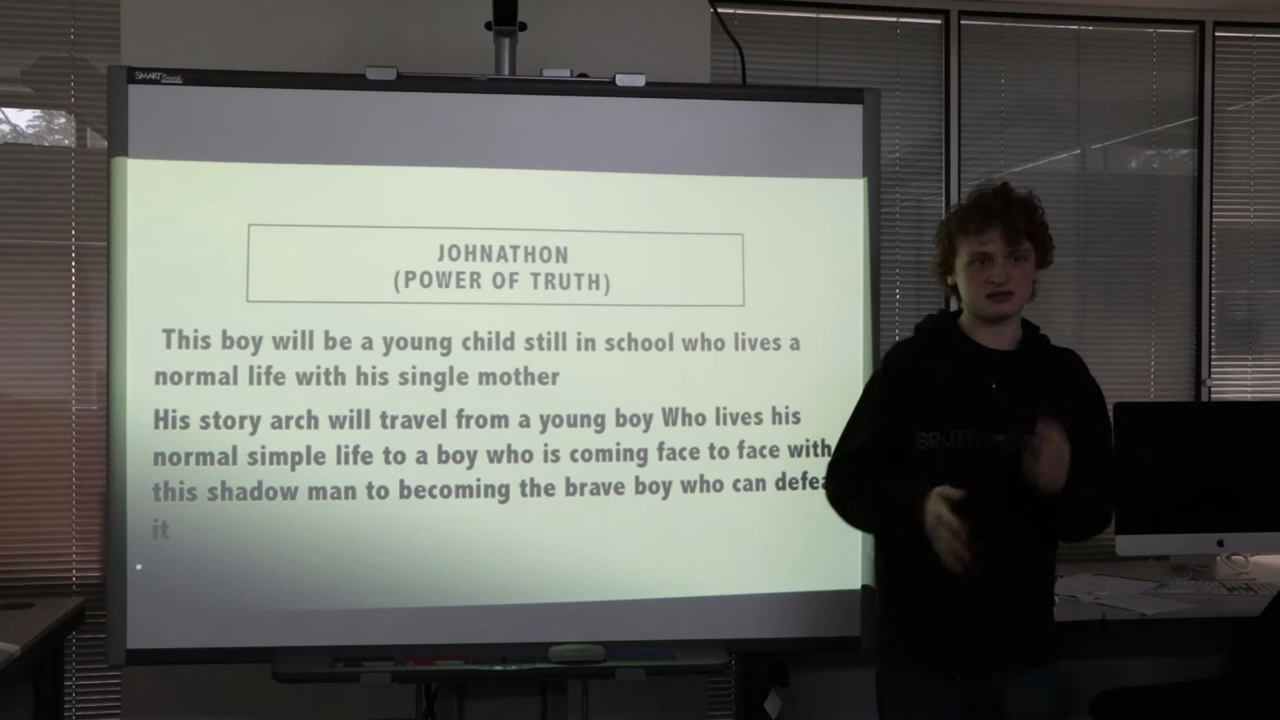 SMART Board
JOHNATHON
(POWER OF TRUTH)
This boy will be a young child still in school who lives a
normal life with his single mother
His story arch will travel from a young boy Who lives his
normal simple life to a boy who is coming face to face with
this shadow man to becoming the brave boy who can
it